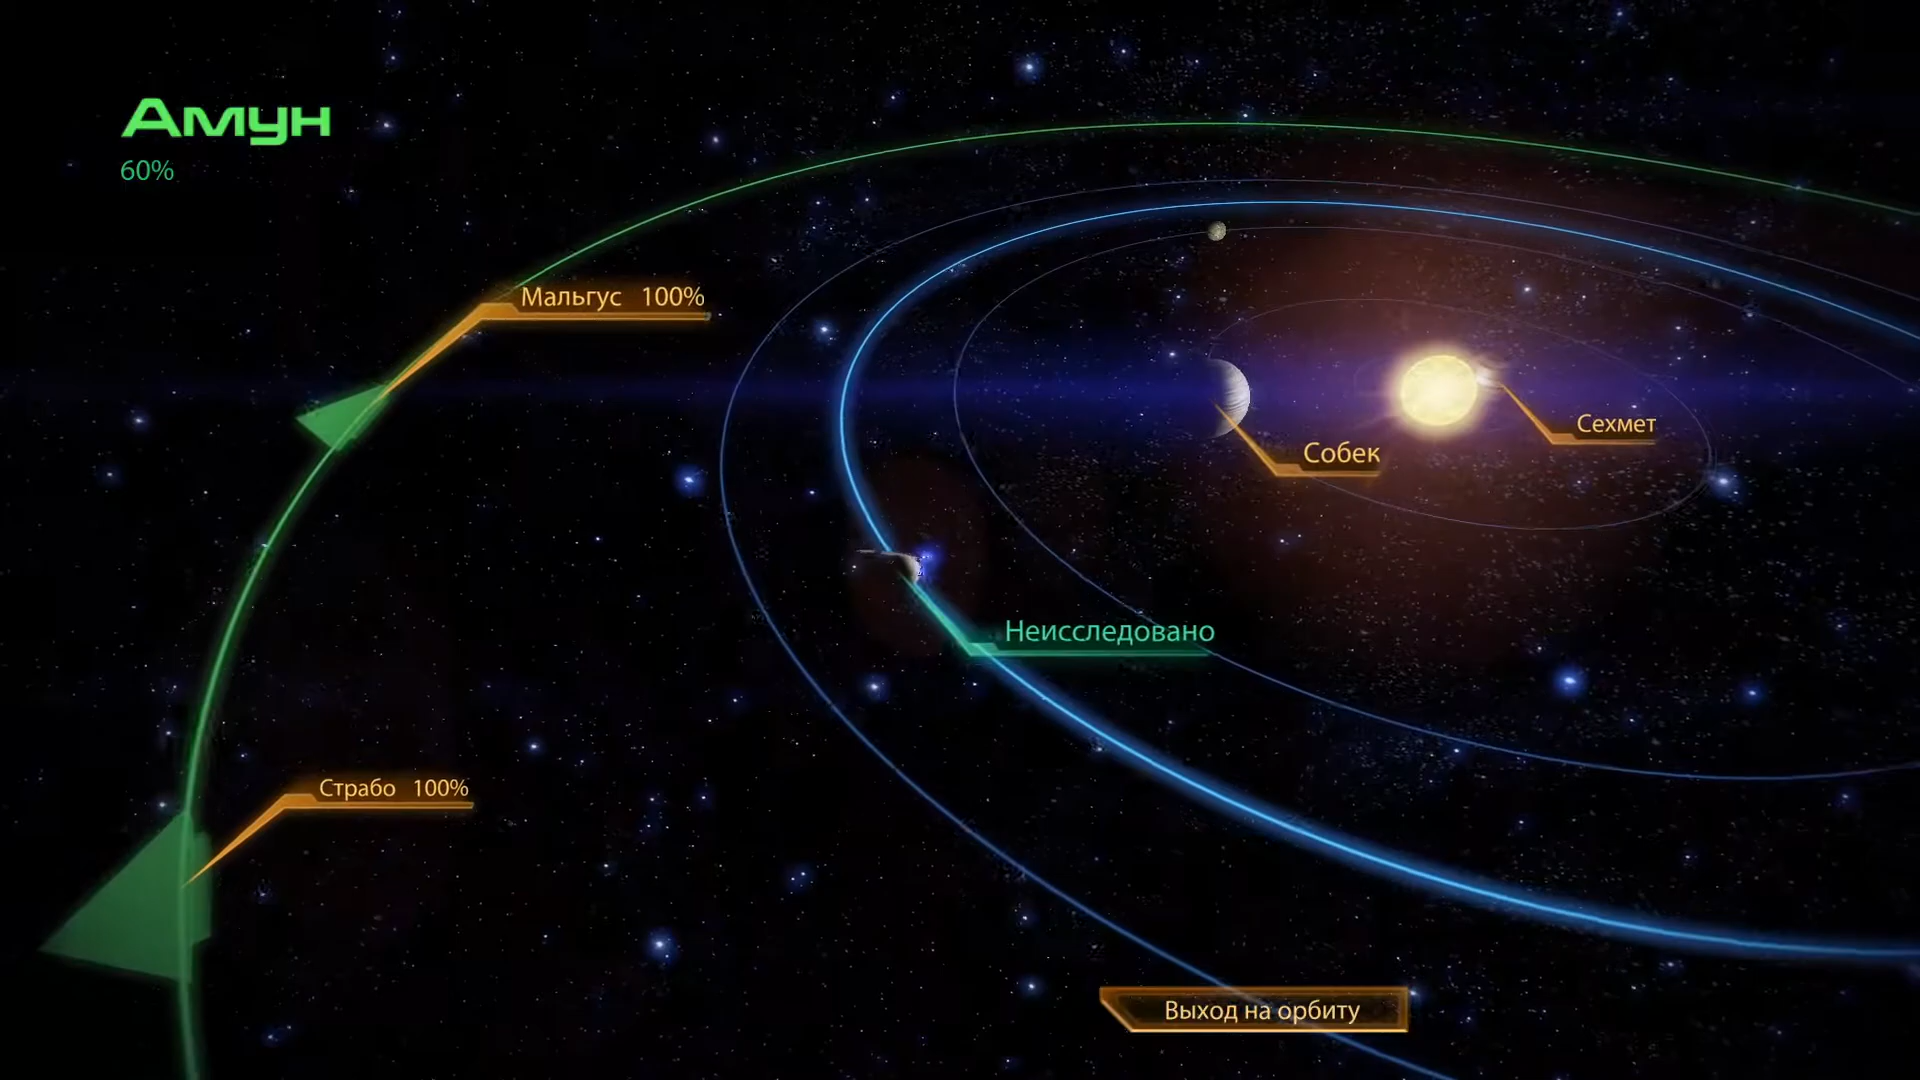 Амун
60%
Мальгус 100%
Сехмет
Собек
Неисследовано
Страбо 100%
Выход на орбиту